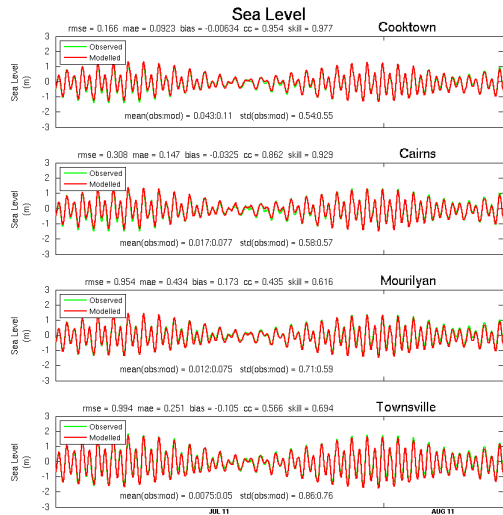 Sea Level
rmse = 0.166 mae = 0.0923 bias = -0.00634 cc = 0.954 skill = 0.977
Cooktown
3
2
1
0
-1
-2
-3
Sea Level
(m)
Observed
Modelled
mean(obs:mod) = 0.043:0.11 std(obs:mod) = 0.54:0.55
rmse = 0.308 mae = 0.147 bias = -0.0325 cc = 0.862 skill = 0.929
Cairns
3
2
1
0
-1
-2
-3
Sea Level
(m)
Observed
Modelled
mean(obs:mod) = 0.017:0.077 std(obs:mod) = 0.58:0.57
rmse = 0.954 mae = 0.434 bias = 0.173 cc = 0.435 skill = 0.616
Mourilyan
3
2
1
0
-1
-2
-3
Sea Level
(m)
Observed
Modelled
mean(obs:mod) = 0.012:0.075 std(obs:mod) = 0.71:0.59
rmse = 0.994 mae = 0.251 bias = -0.105 cc = 0.566 skill = 0.694
Townsville
3
2
1
0
-1
-2
-3
Sea Level
(m)
Observed
Modelled
mean(obs:mod) = 0.0075:0.05 std(obs:mod) = 0.86:0.76
JUL 11 AUG 11